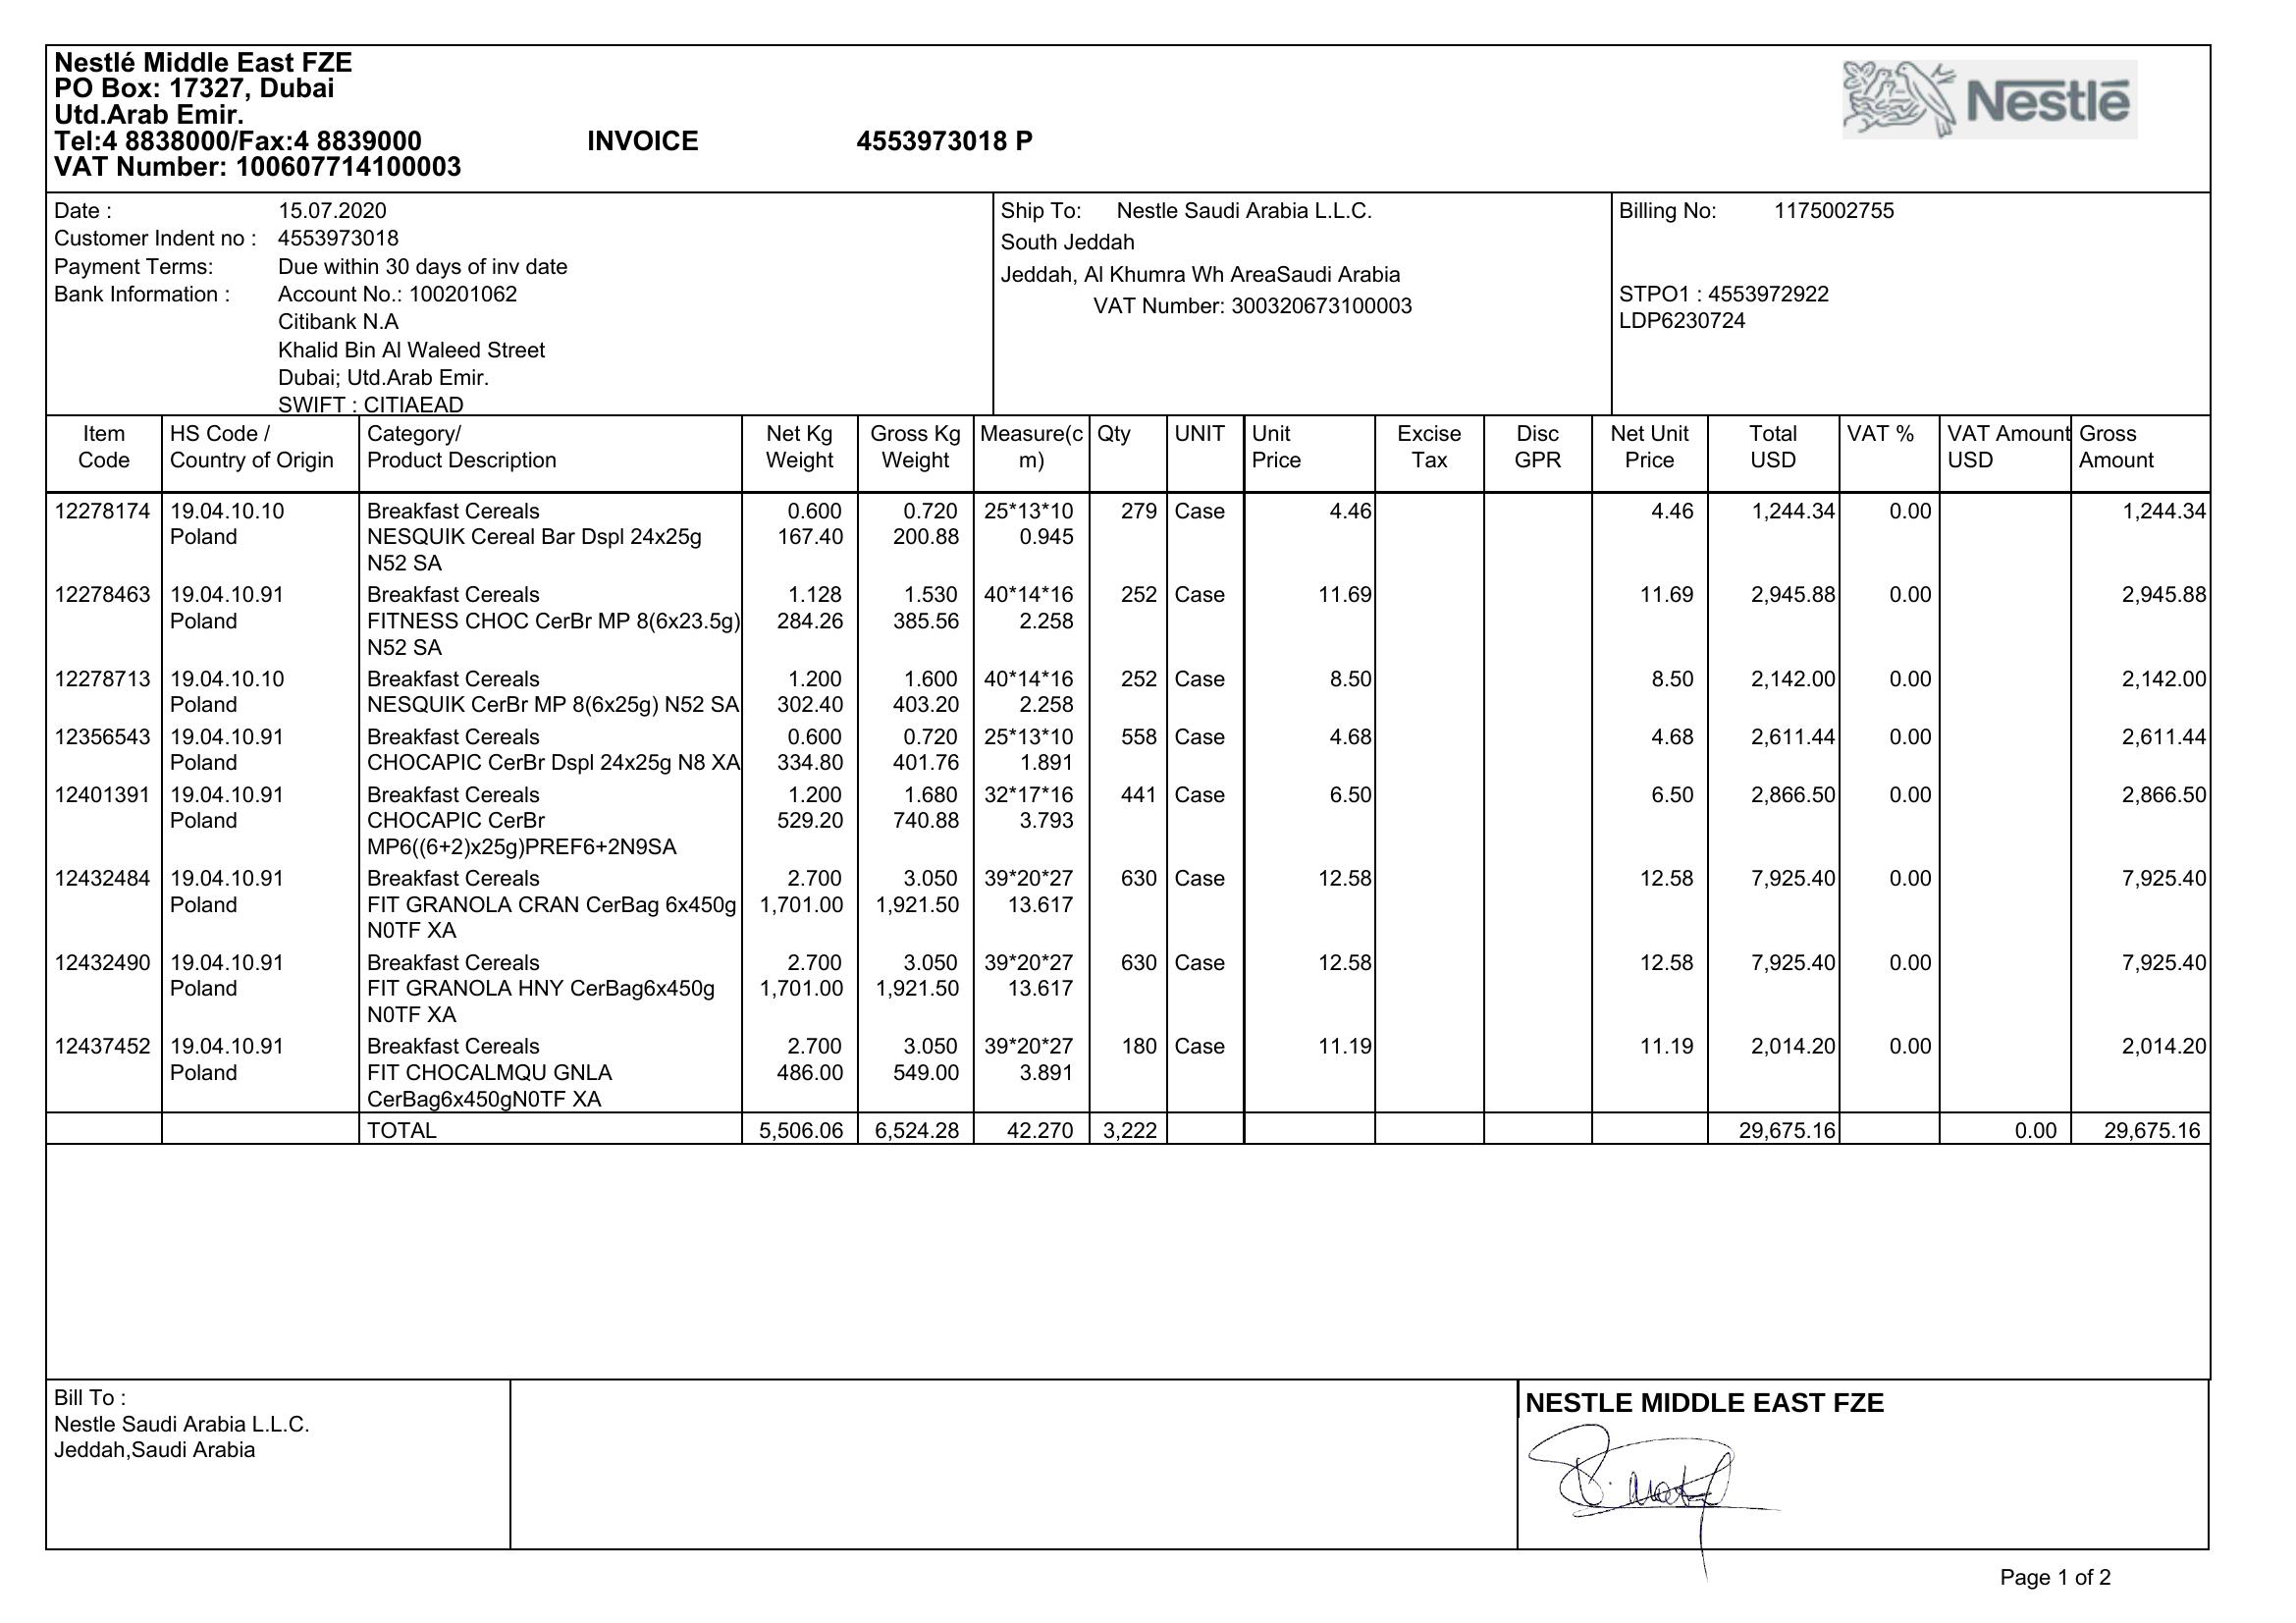 Nestlé Middle East FZE
PO Box: 17327, Dubai
Utd.Arab Emir.
Tel:4 8838000/Fax:4 8839000 INVOICE 4553973018 P
VAT Number: 100607714100003
Nestlé
Date : 15.07.2020
Customer Indent no : 4553973018
Payment Terms: Due within 30 days of inv date
Bank Information : Account No.: 100201062
Citibank N.A
Khalid Bin Al Waleed Street
Dubai; Utd.Arab Emir.
SWIFT : CITIAEAD
Ship To: Nestle Saudi Arabia L.L.C.
South Jeddah
Jeddah, Al Khumra Wh AreaSaudi Arabia
VAT Number: 300320673100003
Billing No: 1175002755
STPO1 : 4553972922
LDP6230724
Item HS Code / Category/ Net Kg Gross Kg Measure(c Qty UNIT Unit Excise Disc Net Unit Total VAT % VAT Amount Gross
Code Country of Origin Product Description Weight Weight m) Price Tax GPR Price USD USD Amount
12278174 19.04.10.10 Breakfast Cereals 0.600 0.720 25*13*10 279 Case 4.46 4.46 1,244.34 0.00 1,244.34
Poland NESQUIK Cereal Bar Dspl 24x25g 167.40 200.88 0.945
N52 SA
12278463 19.04.10.91 Breakfast Cereals 1.128 1.530 40*14*16 252 Case 11.69 11.69 2,945.88 0.00 2,945.88
Poland FITNESS CHOC CerBr MP 8(6x23.5g) 284.26 385.56 2.258
N52 SA
12278713 19.04.10.10 Breakfast Cereals 1.200 1.600 40*14*16 252 Case 8.50 8.50 2,142.00 0.00 2,142.00
Poland NESQUIK CerBr MP 8(6x25g) N52 SA 302.40 403.20 2.258
12356543 19.04.10.91 Breakfast Cereals 0.600 0.720 25*13*10 558 Case 4.68 4.68 2,611.44 0.00 2,611.44
Poland CHOCAPIC CerBr Dspl 24x25g N8 XA 334.80 401.76 1.891
12401391 19.04.10.91 Breakfast Cereals 1.200 1.680 32*17*16 441 Case 6.50 6.50 2,866.50 0.00 2,866.50
Poland CHOCAPIC CerBr 529.20 740.88 3.793
MP6((6+2)x25g)PREF6+2N9SA
12432484 19.04.10.91 Breakfast Cereals 2.700 3.050 39*20*27 630 Case 12.58 12.58 7,925.40 0.00 7,925.40
Poland FIT GRANOLA CRAN CerBag 6x450g 1,701.00 1,921.50 13.617
N0TF XA
12432490 19.04.10.91 Breakfast Cereals 2.700 3.050 39*20*27 630 Case 12.58 12.58 7,925.40 0.00 7,925.40
Poland FIT GRANOLA HNY CerBag6x450g 1,701.00 1,921.50 13.617
N0TF XA
12437452 19.04.10.91 Breakfast Cereals 2.700 3.050 39*20*27 180 Case 11.19 11.19 2,014.20 0.00 2,014.20
Poland FIT CHOCALMQU GNLA 486.00 549.00 3.891
CerBag6x450gN0TF XA
TOTAL 5,506.06 6,524.28 42.270 3,222 29,675.16 0.00 29,675.16
Bill To :
Nestle Saudi Arabia L.L.C.
Jeddah,Saudi Arabia
NESTLE MIDDLE EAST FZE
Page 1 of 2